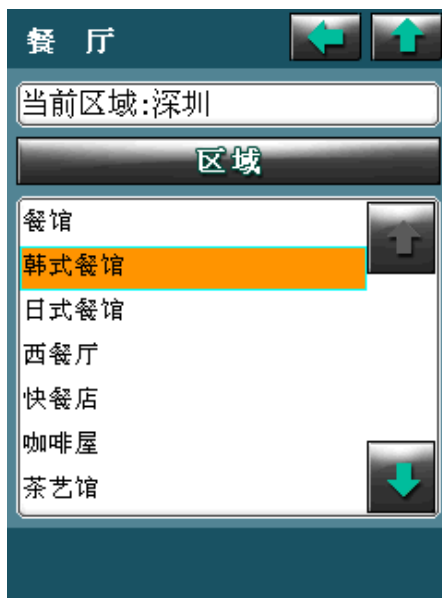 餐 厅
当前区域:深圳
区域
餐馆
韩式餐馆
日式餐馆
西餐厅
快餐店
咖啡屋
茶艺馆